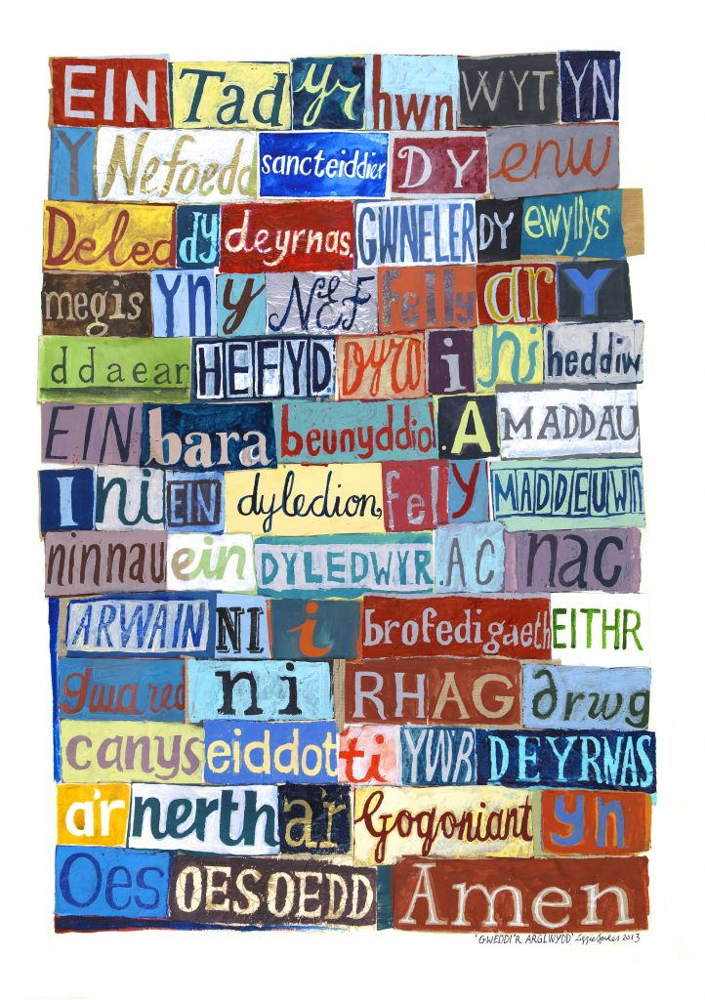 EIN Tad yr hwn WYT YN
Y Nefoedd sancteiddier DY enw
Deled dy deyrnas. GWNELER DY ewyllys
megis yn y NEF Felly ar Y
ddaear HEFYD. Dyro i ni heddiw
EIN bara beunyddiol. A MADDAU
I ni EIN dyledion, fel y MADDEUWn
ninnau ein DYLEDWYR. AC nac
ARWAIN NI i brofedigaeth EITHR
gwared ni RHAG drwg
canys eiddot ti YW'R DEYRNAS
a'r nerth a'r Gogoniant yn
Oes OESOEDD Amen
'GWEDDI'R ARGLWYDD' Lizzie Spikes 2013